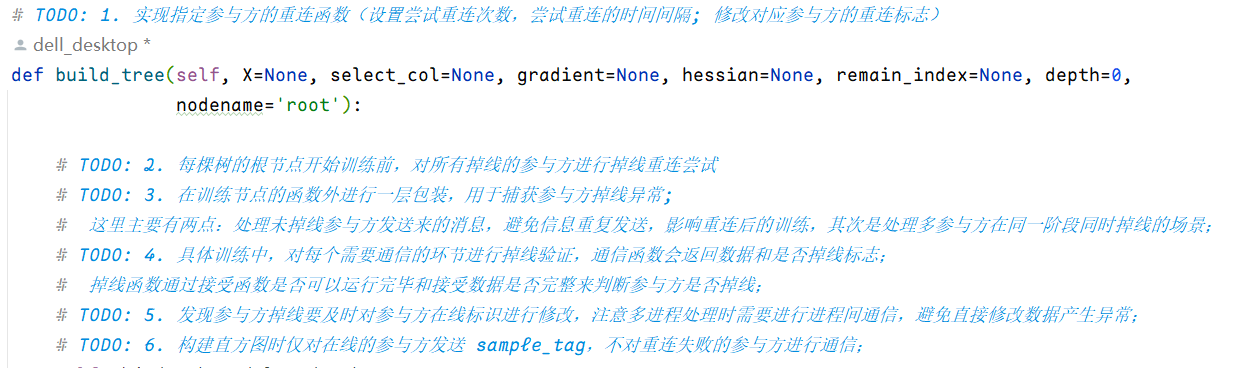 # TODO: 1. 实现指定参与方的重连函数（设置尝试重连次数，尝试重连的时间间隔; 修改对应参与方的重连标志）
dell_desktop *
def build_tree(self, X=None, select_col=None, gradient=None, hessian=None, remain_index=None, depth=0,
nodename='root'):
# TODO: 2. 每棵树的根节点开始训练前，对所有掉线的参与方进行掉线重连尝试
# TODO: 3. 在训练节点的函数外进行一层包装，用于捕获参与方掉线异常;
# 这里主要有两点：处理未掉线参与方发送来的消息，避免信息重复发送，影响重连后的训练，其次是处理多参与方在同一阶段同时掉线的场景;
# TODO: 4. 具体训练中，对每个需要通信的环节进行掉线验证，通信函数会返回数据和是否掉线标志;
# 掉线函数通过接受函数是否可以运行完毕和接受数据是否完整来判断参与方是否掉线;
# TODO: 5. 发现参与方掉线要及时对参与方在线标识进行修改，注意多进程处理时需要进行进程间通信，避免直接修改数据产生异常;
# TODO: 6. 构建直方图时仅对在线的参与方发送 sample_tag，不对重连失败的参与方进行通信;